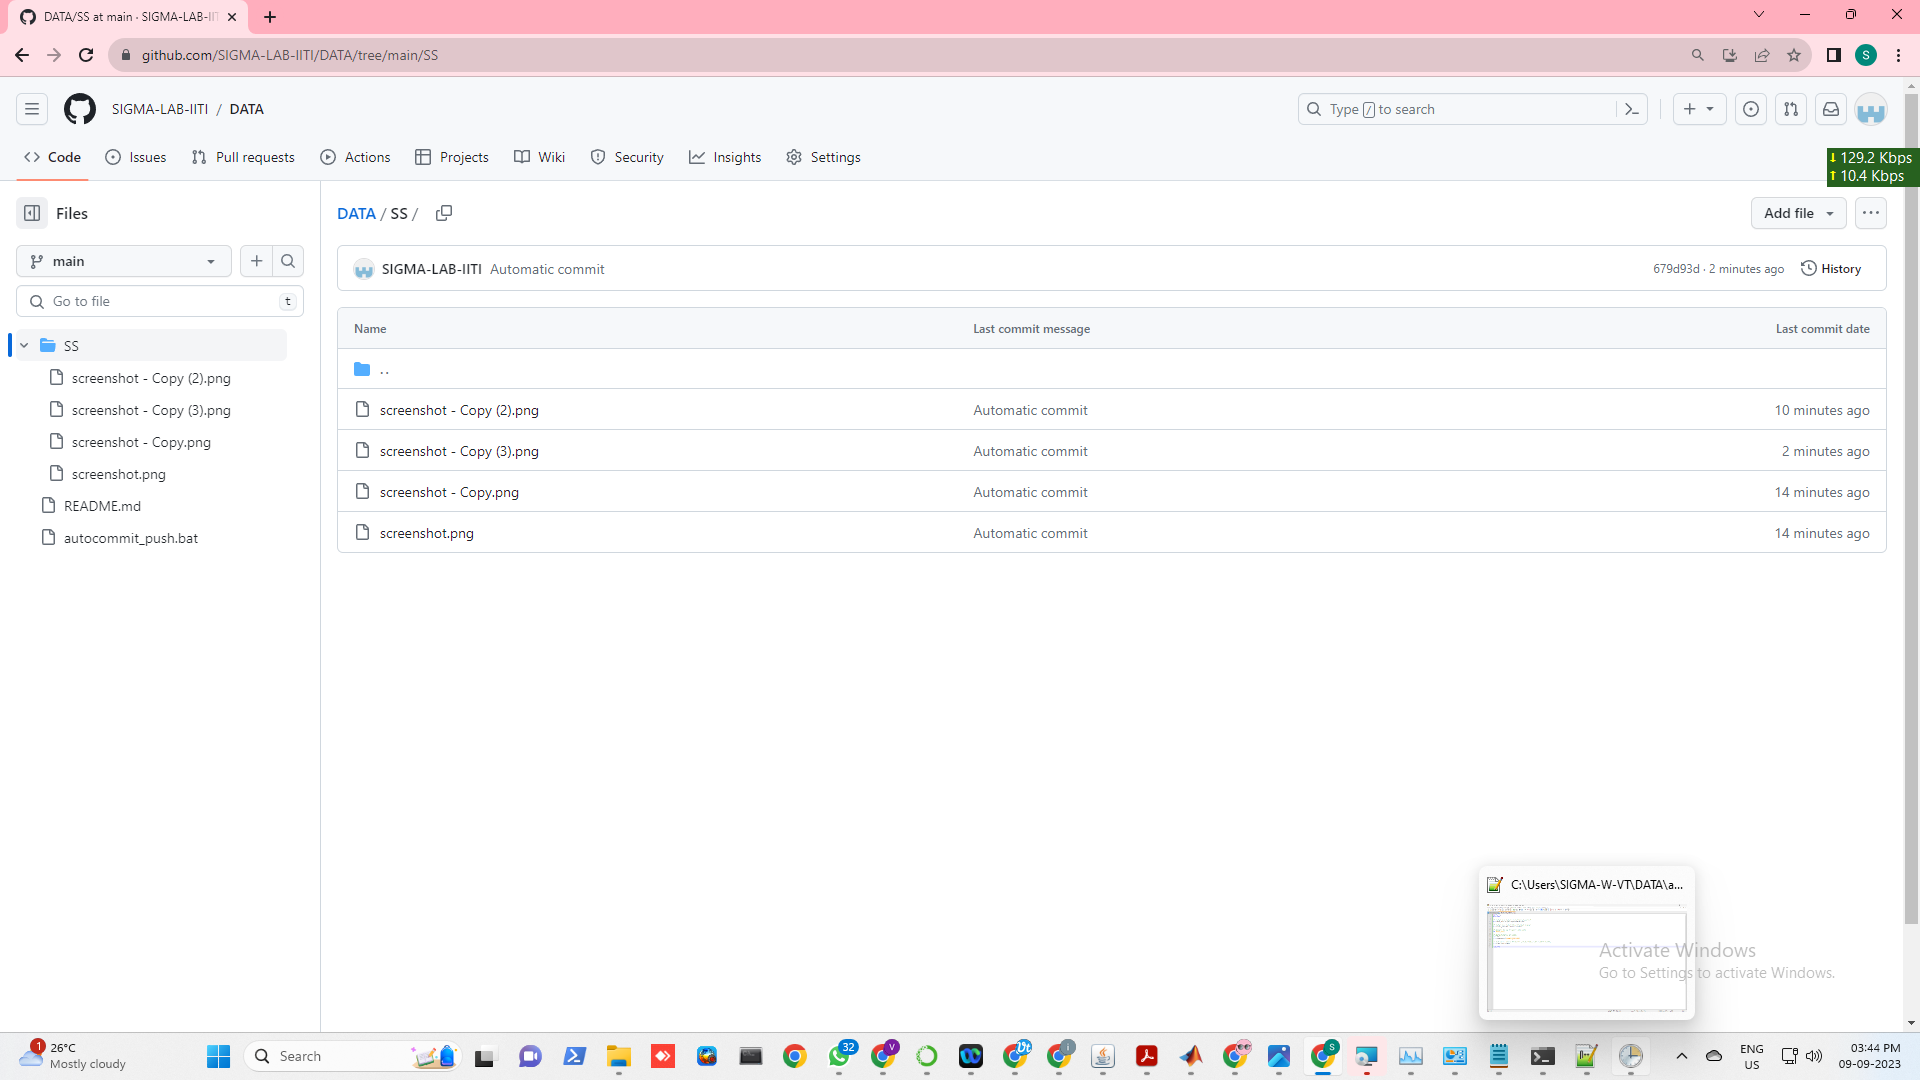 DATA/SS at main · SIGMA-LAB-IIT
github.com/SIGMA-LAB-IITI/DATA/tree/main/SS
S
SIGMA-LAB-IITI / DATA
Type / to search
Code
Issues
Pull requests
Actions
Projects
Wiki
Security
Insights
Settings
129.2 Kbps
10.4 Kbps
Files
DATA / SS /
Add file
main
SIGMA-LAB-IITI Automatic commit
679d93d · 2 minutes ago
History
Go to file
t
Name
Last commit message
Last commit date
SS
..
screenshot - Copy (2).png
screenshot - Copy (3).png
screenshot - Copy.png
screenshot.png
README.md
autocommit_push.bat
screenshot - Copy (2).png Automatic commit 10 minutes ago
screenshot - Copy (3).png Automatic commit 2 minutes ago
screenshot - Copy.png Automatic commit 14 minutes ago
screenshot.png Automatic commit 14 minutes ago
C:\Users\SIGMA-W-VT\DATA\a...
Activate Windows
Go to Settings to activate Windows.
1
26°C
Mostly cloudy
Search
32
V
S
ENG
US
03:44 PM
09-09-2023